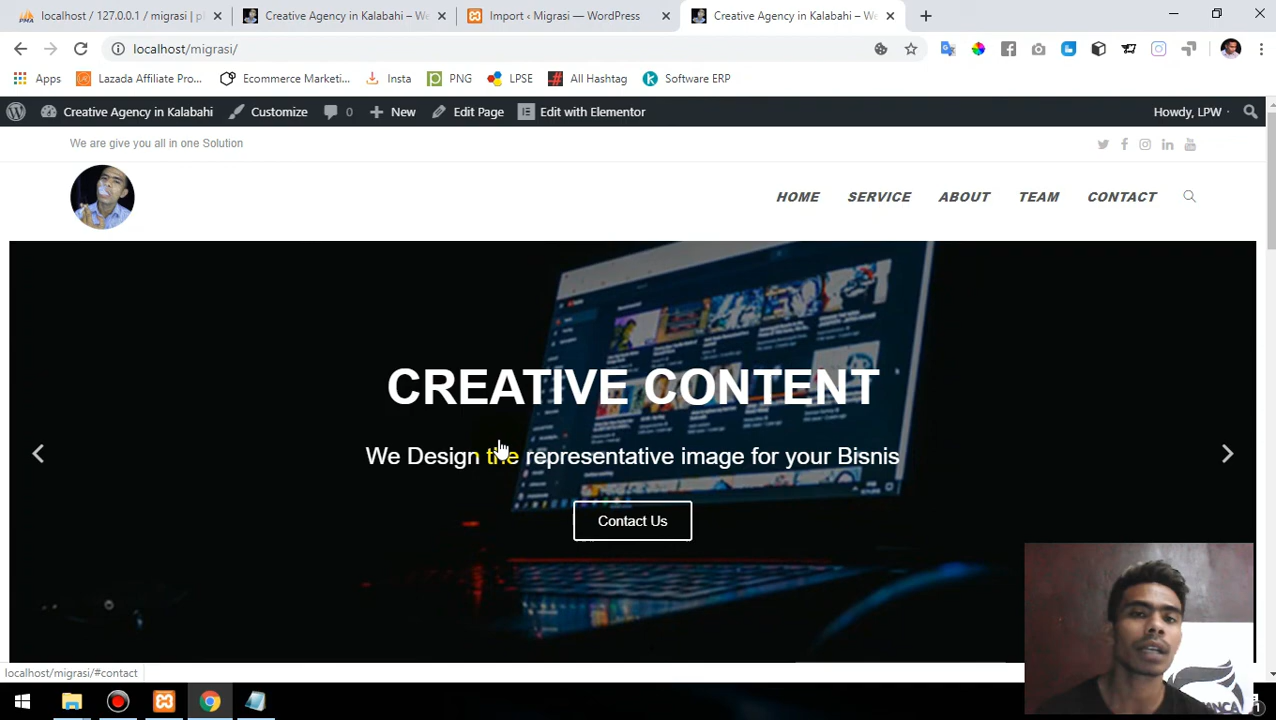 localhost / 127.0.0.1 / migrasi | p
Creative Agency in Kalabahi – W
Import ‹ Migrasi — WordPress
Creative Agency in Kalabahi – We
localhost/migrasi/
Apps
Lazada Affiliate Pro...
Ecommerce Marketi...
Insta
PNG
LPSE
All Hashtag
Software ERP
Creative Agency in Kalabahi
Customize
0
New
Edit Page
Edit with Elementor
Howdy, LPW
We are give you all in one Solution
HOME
SERVICE
ABOUT
TEAM
CONTACT
CREATIVE CONTENT
We Design the representative image for your Bisnis
Contact Us
localhost/migrasi/#contact